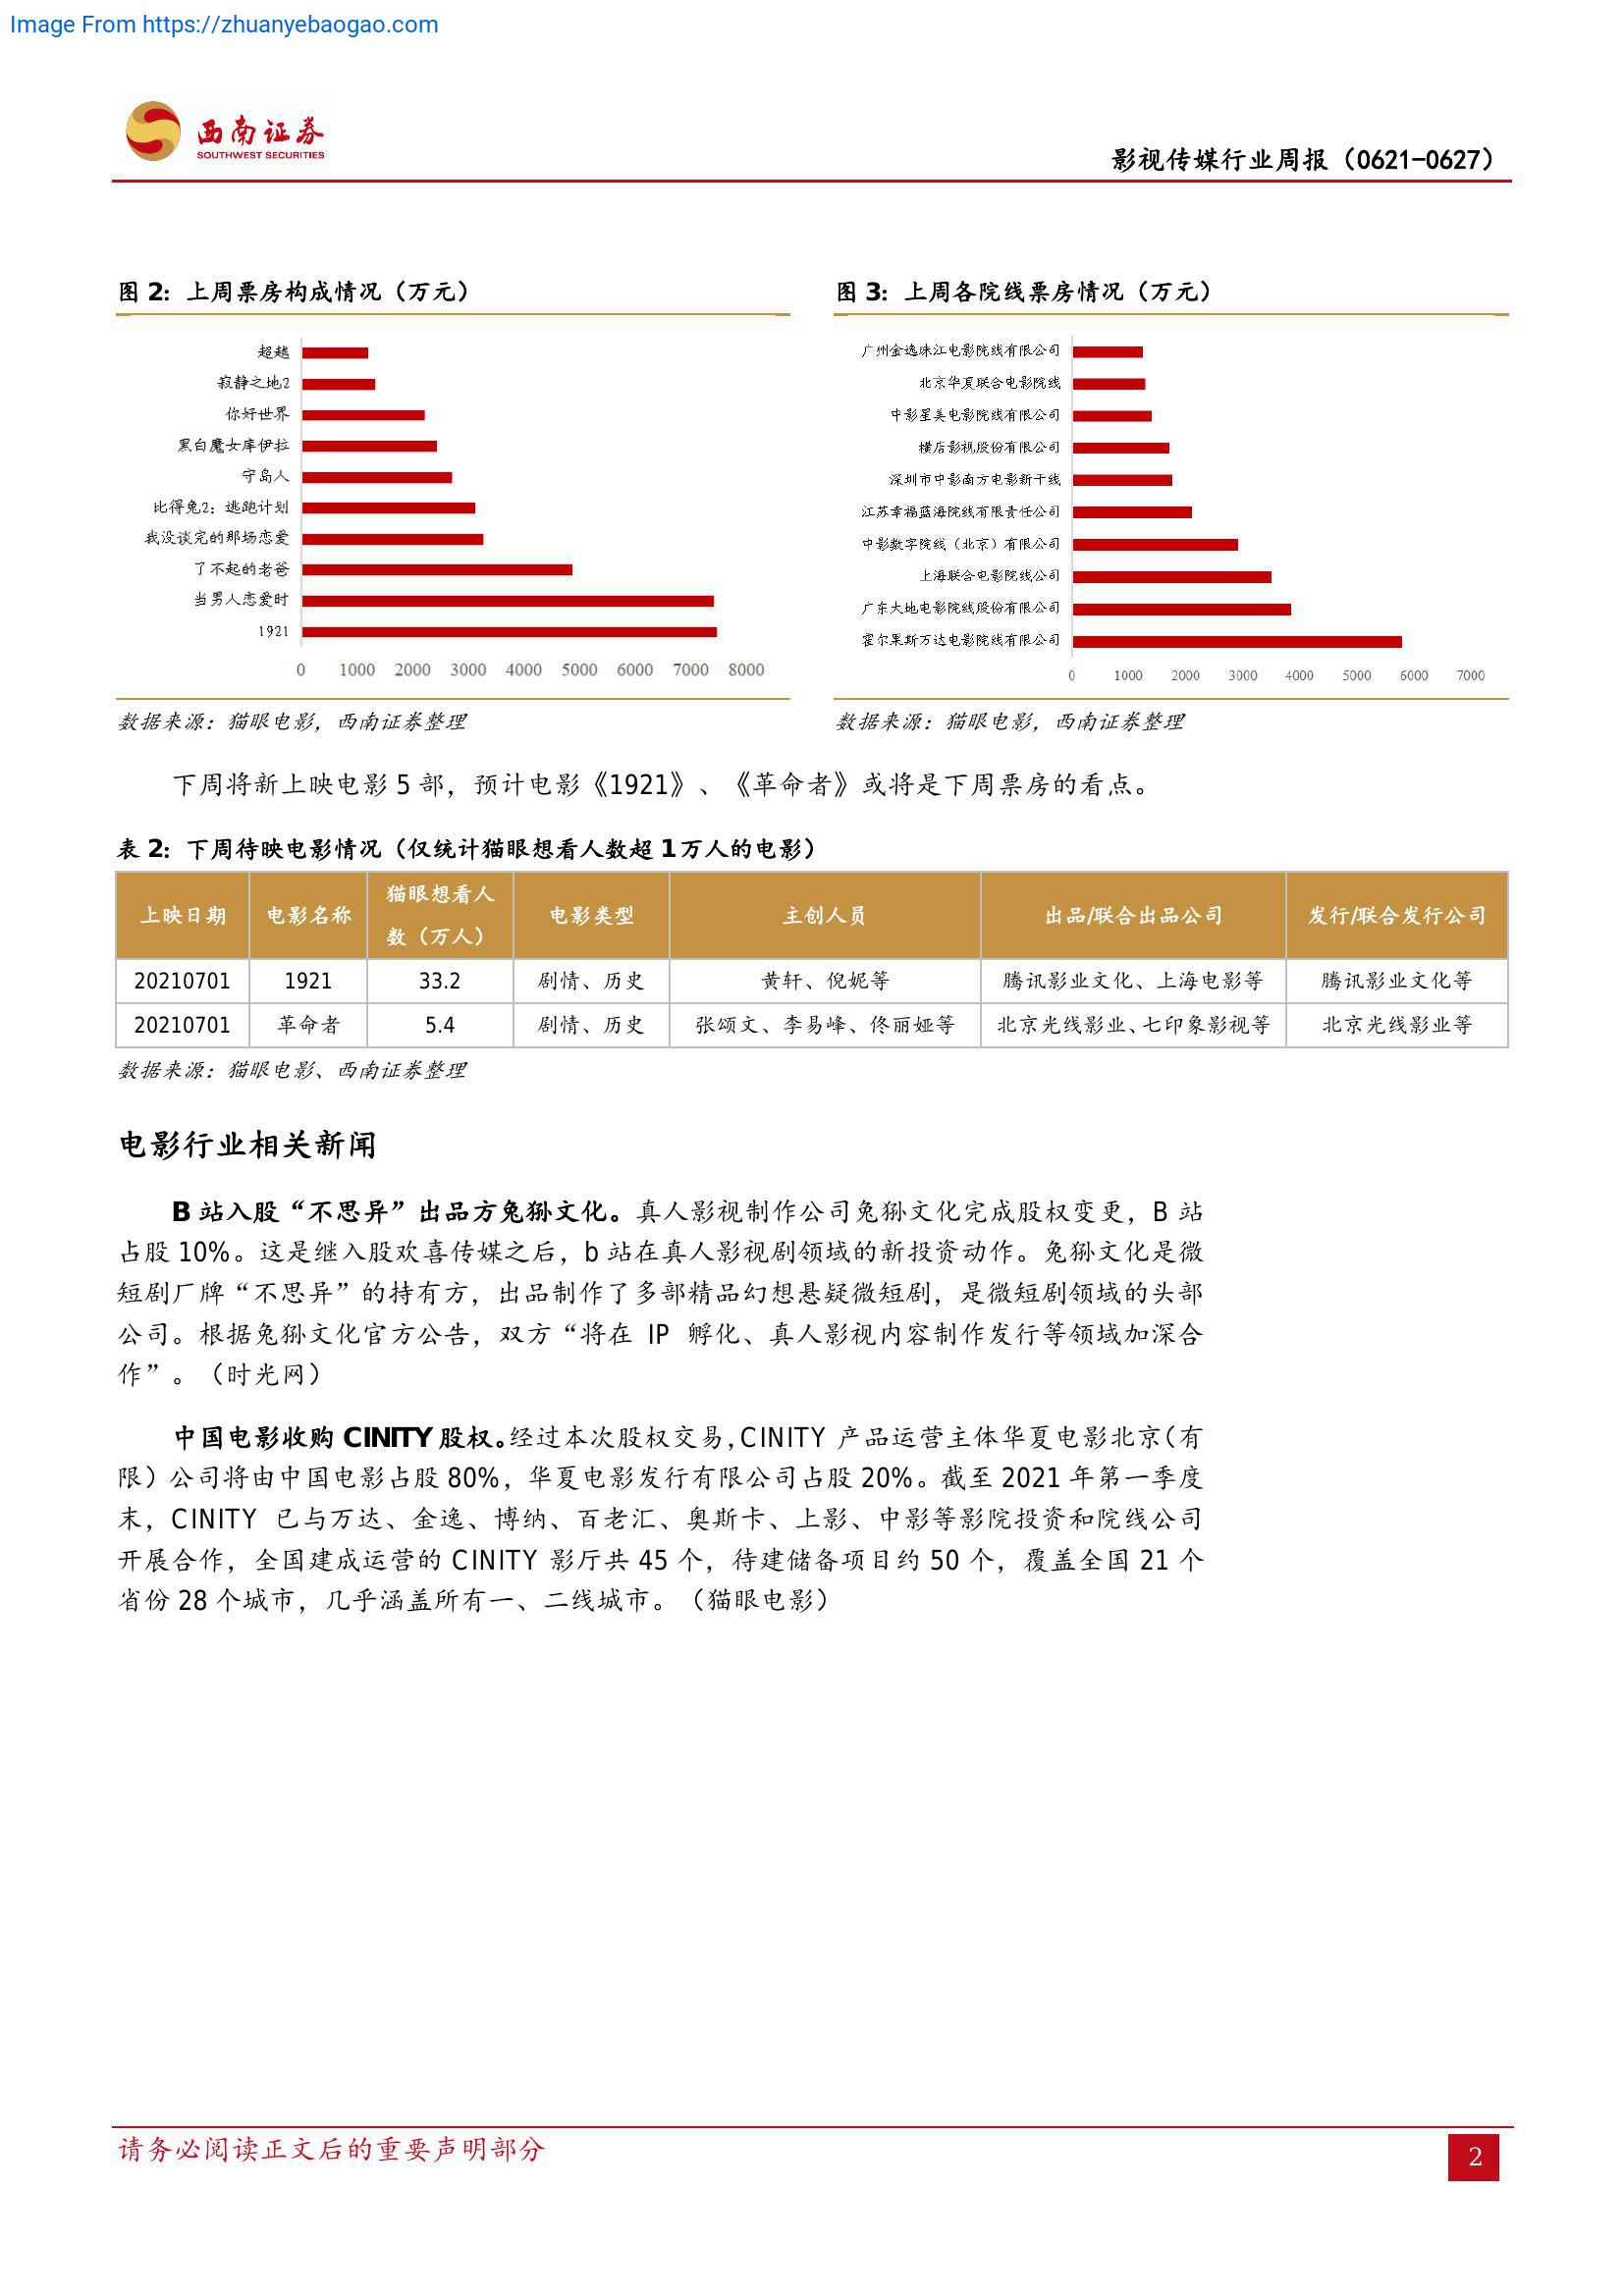 Image From https://zhuanyebaogao.com
西南证券
SOUTHWEST SECURITIES
影视传媒行业周报（0621-0627）
图 2：上周票房构成情况（万元）
超越
寂静之地2
你好世界
黑白魔女库伊拉
守岛人
比得兔2：逃跑计划
我没谈完的那场恋爱
了不起的老爸
当男人恋爱时
1921
0 1000 2000 3000 4000 5000 6000 7000 8000
数据来源：猫眼电影，西南证券整理
图 3：上周各院线票房情况（万元）
广州金逸珠江电影院线有限公司
北京华夏联合电影院线
中影星美电影院线有限公司
横店影视股份有限公司
深圳市中影南方电影新干线
江苏幸福蓝海院线有限责任公司
中影数字院线（北京）有限公司
上海联合电影院线公司
广东大地电影院线股份有限公司
霍尔果斯万达电影院线有限公司
0 1000 2000 3000 4000 5000 6000 7000
数据来源：猫眼电影，西南证券整理
下周将新上映电影 5 部，预计电影《1921》、《革命者》或将是下周票房的看点。
表 2：下周待映电影情况（仅统计猫眼想看人数超 1万人的电影）
上映日期 电影名称 猫眼想看人数（万人） 电影类型 主创人员 出品/联合出品公司 发行/联合发行公司
20210701 1921 33.2 剧情、历史 黄轩、倪妮等 腾讯影业文化、上海电影等 腾讯影业文化等
20210701 革命者 5.4 剧情、历史 张颂文、李易峰、佟丽娅等 北京光线影业、七印象影视等 北京光线影业等
数据来源：猫眼电影、西南证券整理
电影行业相关新闻
B 站入股“不思异”出品方兔狲文化。真人影视制作公司兔狲文化完成股权变更，B 站
占股 10%。这是继入股欢喜传媒之后，b 站在真人影视剧领域的新投资动作。兔狲文化是微
短剧厂牌“不思异”的持有方，出品制作了多部精品幻想悬疑微短剧，是微短剧领域的头部
公司。根据兔狲文化官方公告，双方“将在 IP 孵化、真人影视内容制作发行等领域加深合
作”。（时光网）
中国电影收购 CINITY 股权。经过本次股权交易，CINITY 产品运营主体华夏电影北京（有
限）公司将由中国电影占股 80%，华夏电影发行有限公司占股 20%。截至 2021 年第一季度
末，CINITY 已与万达、金逸、博纳、百老汇、奥斯卡、上影、中影等影院投资和院线公司
开展合作，全国建成运营的 CINITY 影厅共 45 个，待建储备项目约 50 个，覆盖全国 21 个
省份 28 个城市，几乎涵盖所有一、二线城市。（猫眼电影）
请务必阅读正文后的重要声明部分
2